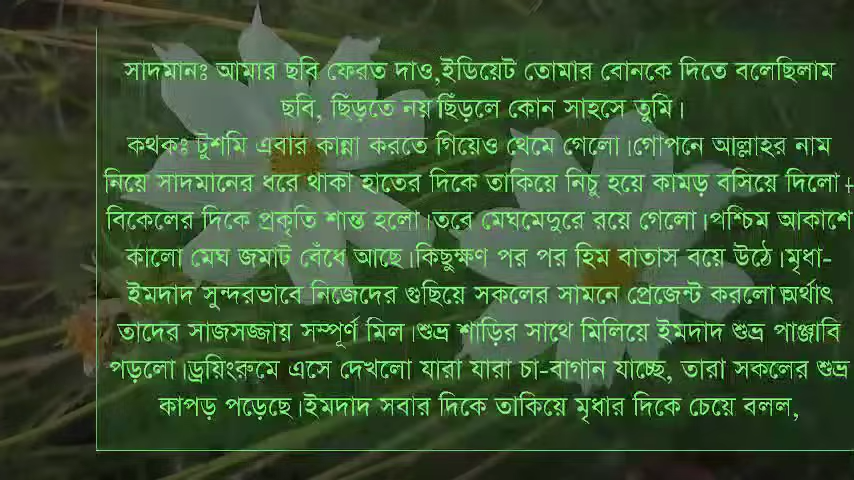 সাদমানঃ আমার ছবি ফেরত দাও,ইডিয়েট তোমার বোনকে দিতে বলেছিলাম
ছবি, ছিঁড়তে নয়।ছিঁড়লে কোন সাহসে তুমি।
কথকঃ টুশমি এবার কান্না করতে গিয়েও থেমে গেলো।গোপনে আল্লাহর নাম
নিয়ে সাদমানের ধরে থাকা হাতের দিকে তাকিয়ে নিচু হয়ে কামড় বসিয়ে দিলো।
বিকেলের দিকে প্রকৃতি শান্ত হলো।তবে মেঘমেদুরে রয়ে গেলো।পশ্চিম আকাশে
কালো মেঘ জমাট বেঁধে আছে।কিছুক্ষণ পর পর হিম বাতাস বয়ে উঠে।মৃধা-
ইমদাদ সুন্দরভাবে নিজেদের গুছিয়ে সকলের সামনে প্রেজেন্ট করলো।অর্থাৎ
তাদের সাজসজ্জায় সম্পূর্ণ মিল।শুভ্র শাড়ির সাথে মিলিয়ে ইমদাদ শুভ্র পাঞ্জাবি
পড়লো।ড্রয়িংরুমে এসে দেখলো যারা যারা চা-বাগান যাচ্ছে, তারা সকলের শুভ্র
কাপড় পড়েছে।ইমদাদ সবার দিকে তাকিয়ে মৃধার দিকে চেয়ে বলল,